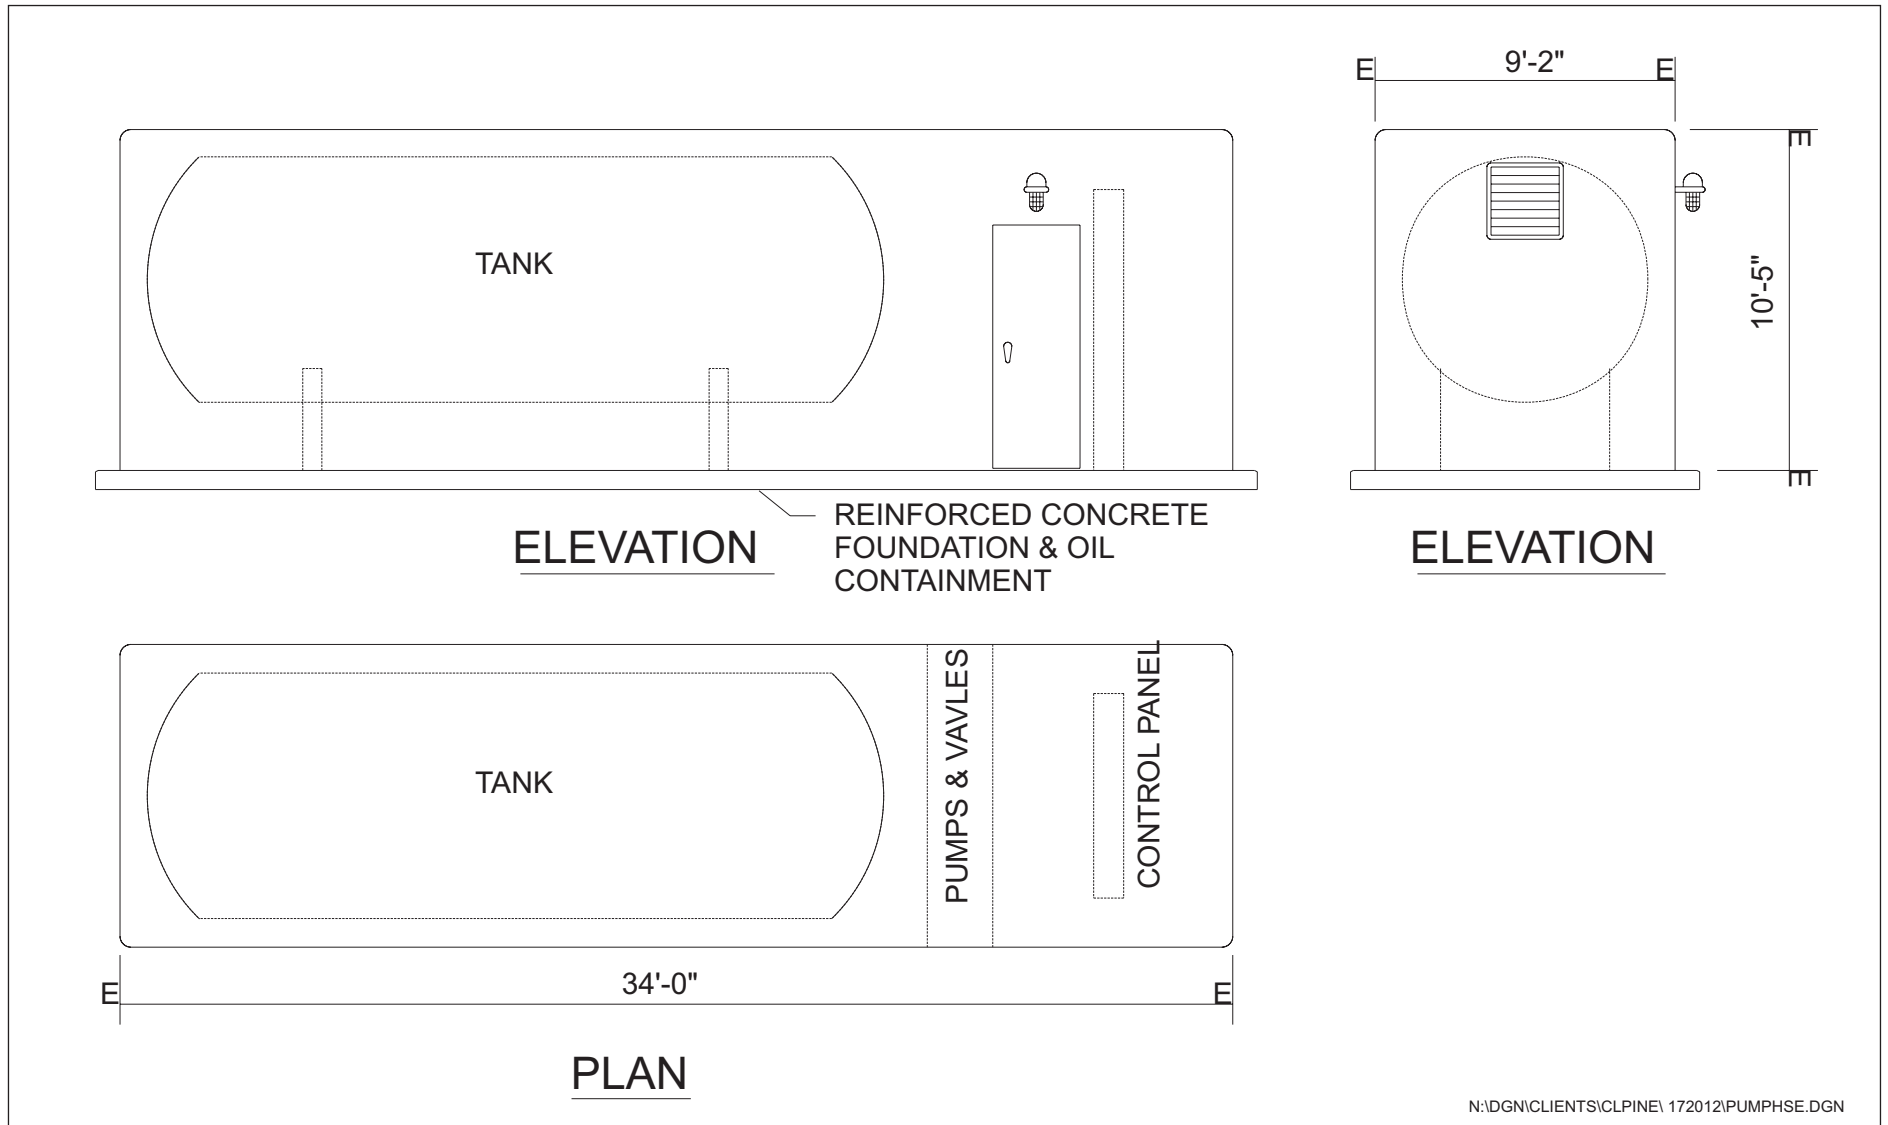 E 9'-2" E
E
TANK
10'-5"
E
REINFORCED CONCRETE
FOUNDATION & OIL
CONTAINMENT
ELEVATION
ELEVATION
TANK
PUMPS & VAVLES
CONTROL PANEL
E 34'-0" E
PLAN
N:\DGN\CLIENTS\CLPINE\ 172012\PUMPHSE.DGN